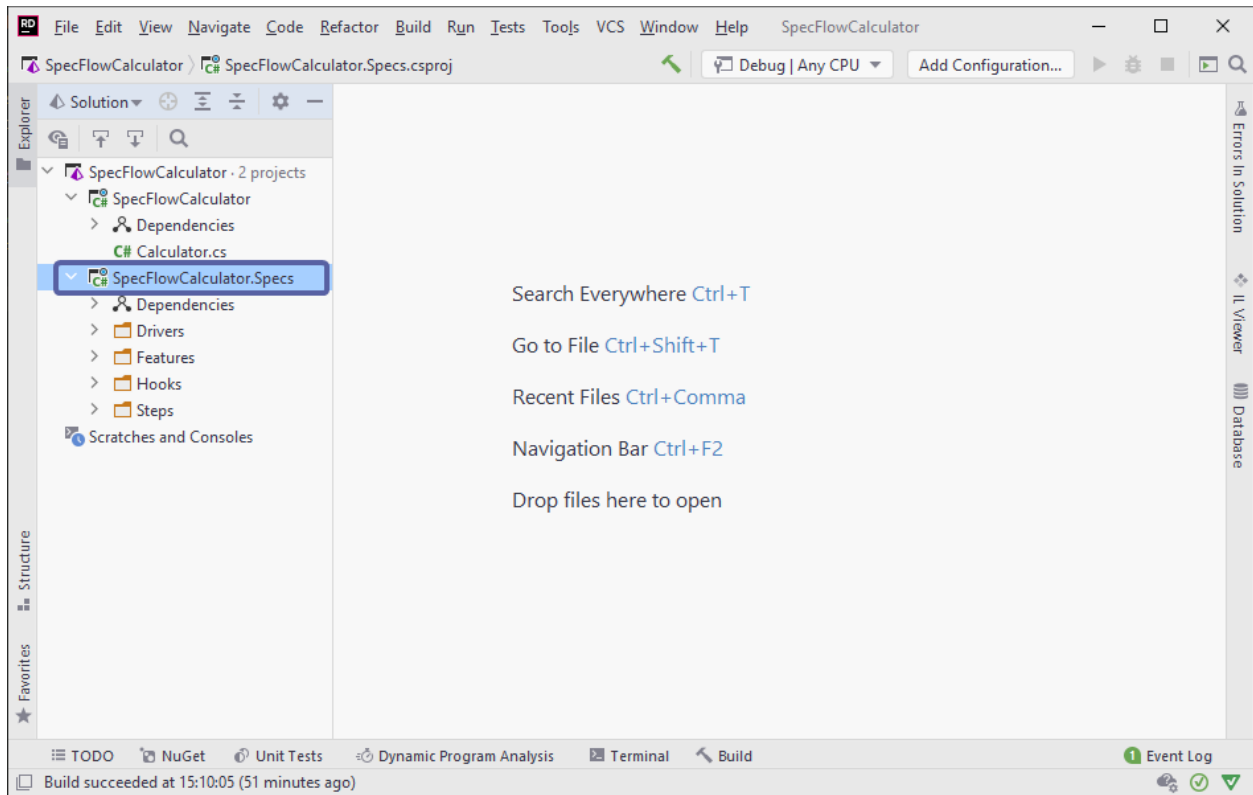 RD File Edit View Navigate Code Refactor Build Run Tests Tools VCS Window Help SpecFlowCalculator
SpecFlowCalculator SpecFlowCalculator.Specs.csproj Debug | Any CPU Add Configuration...
Explorer
Solution
SpecFlowCalculator · 2 projects
C# SpecFlowCalculator
Dependencies
C# Calculator.cs
C# SpecFlowCalculator.Specs
Dependencies
Drivers
Features
Hooks
Steps
Scratches and Consoles
Structure
Favorites
Search Everywhere Ctrl+T
Go to File Ctrl+Shift+T
Recent Files Ctrl+Comma
Navigation Bar Ctrl+F2
Drop files here to open
Errors In Solution
IL Viewer
Database
TODO NuGet Unit Tests Dynamic Program Analysis Terminal Build 1 Event Log
Build succeeded at 15:10:05 (51 minutes ago)